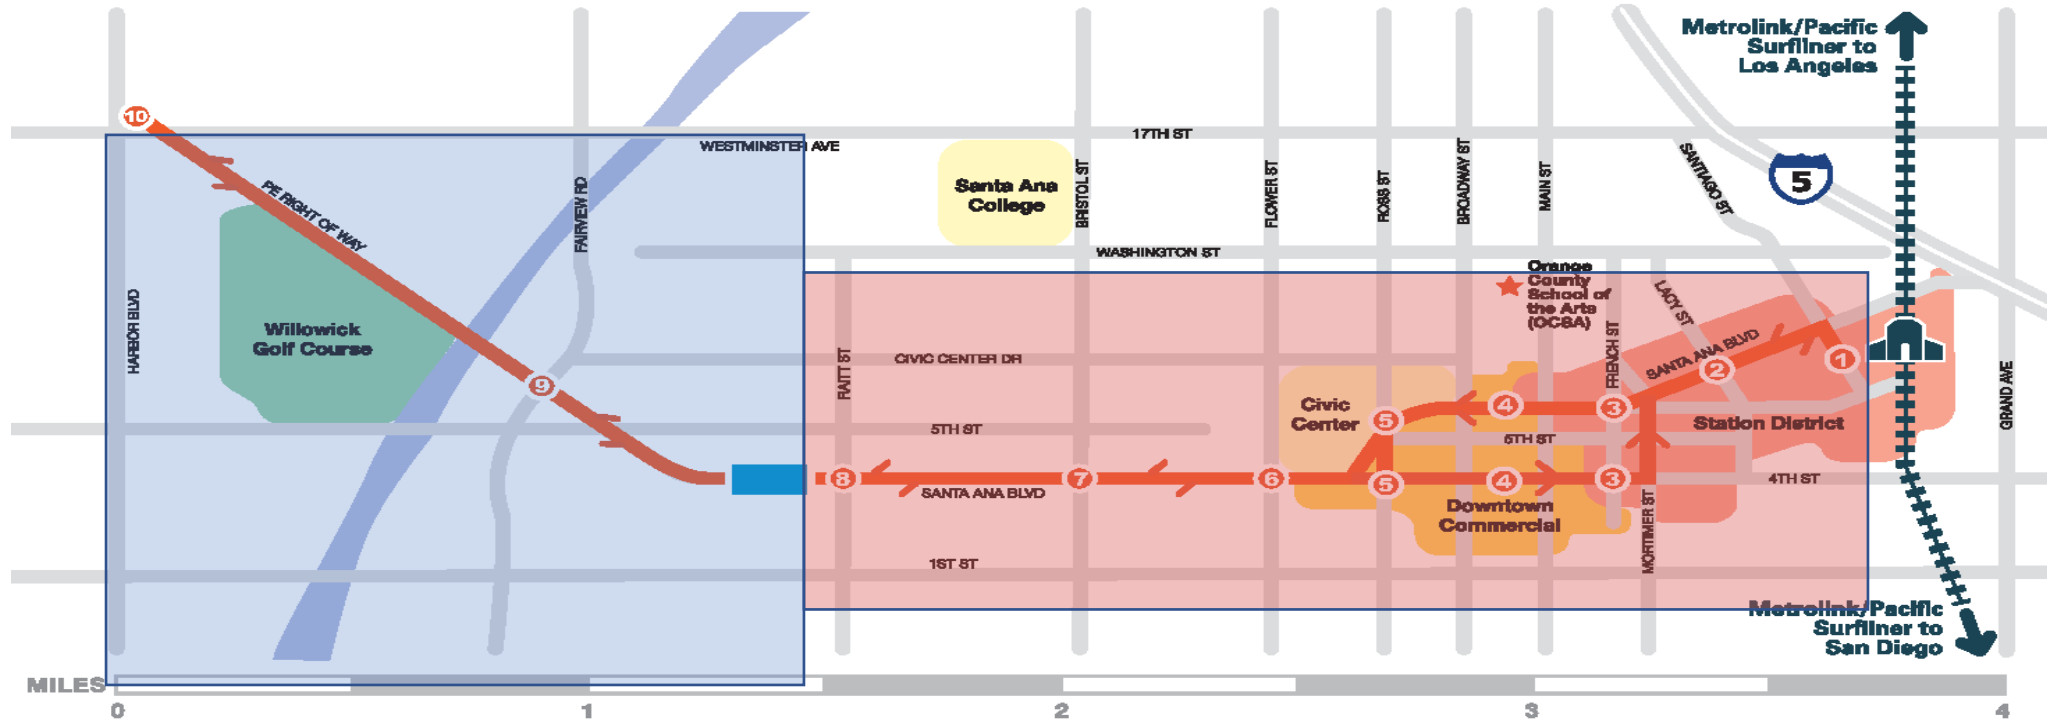 Metrolink/Pacific
Surfliner to
Los Angeles
10
17TH ST
WESTMINSTER AVE
5
SANTIAGO ST
Santa Ana
College
BRISTOL ST
FLOWER ST
ROSS ST
BROADWAY ST
MAIN ST
PE RIGHT OF WAY
FAIRVIEW RD
WASHINGTON ST
Orange
County
School of
the Arts
(OCSA)
LACY ST
HARBOR BLVD
Willowick
Golf Course
FRENCH ST
SANTA ANA BLVD
1
2
CIVIC CENTER DR
RAITT ST
9
GRAND AVE
Civic
Center
5
4
3
Station District
5TH ST
5TH ST
8
7
6
5
4
3
4TH ST
SANTA ANA BLVD
Downtown
Commercial
MORTIMER ST
1ST ST
Metrolink/Pacific
Surfliner to
San Diego
MILES
0 1 2 3 4